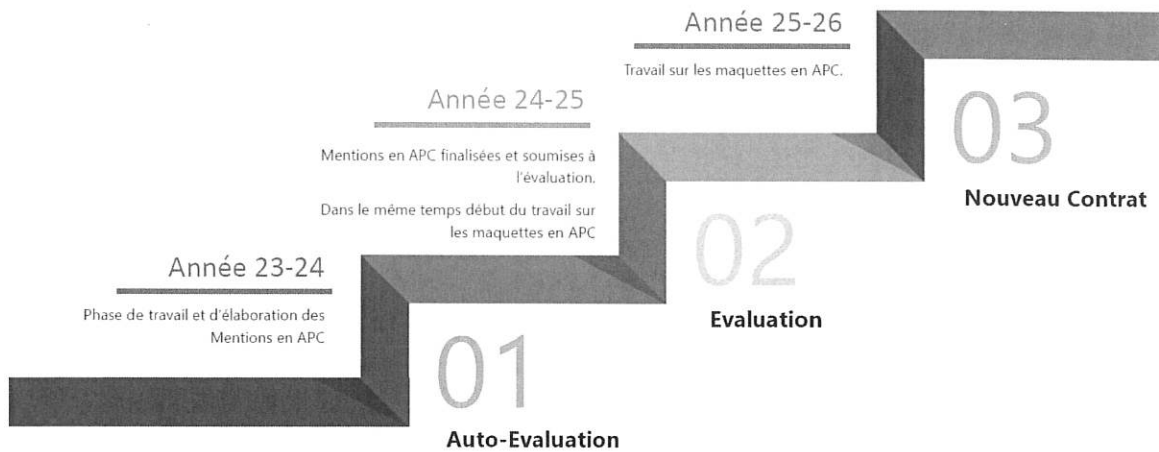 Année 23-24
Phase de travail et d'élaboration des
Mentions en APC
01
Auto-Evaluation
Année 24-25
Mentions en APC finalisées et soumises à
l'évaluation.
Dans le même temps début du travail sur
les maquettes en APC
02
Evaluation
Année 25-26
Travail sur les maquettes en APC.
03
Nouveau Contrat